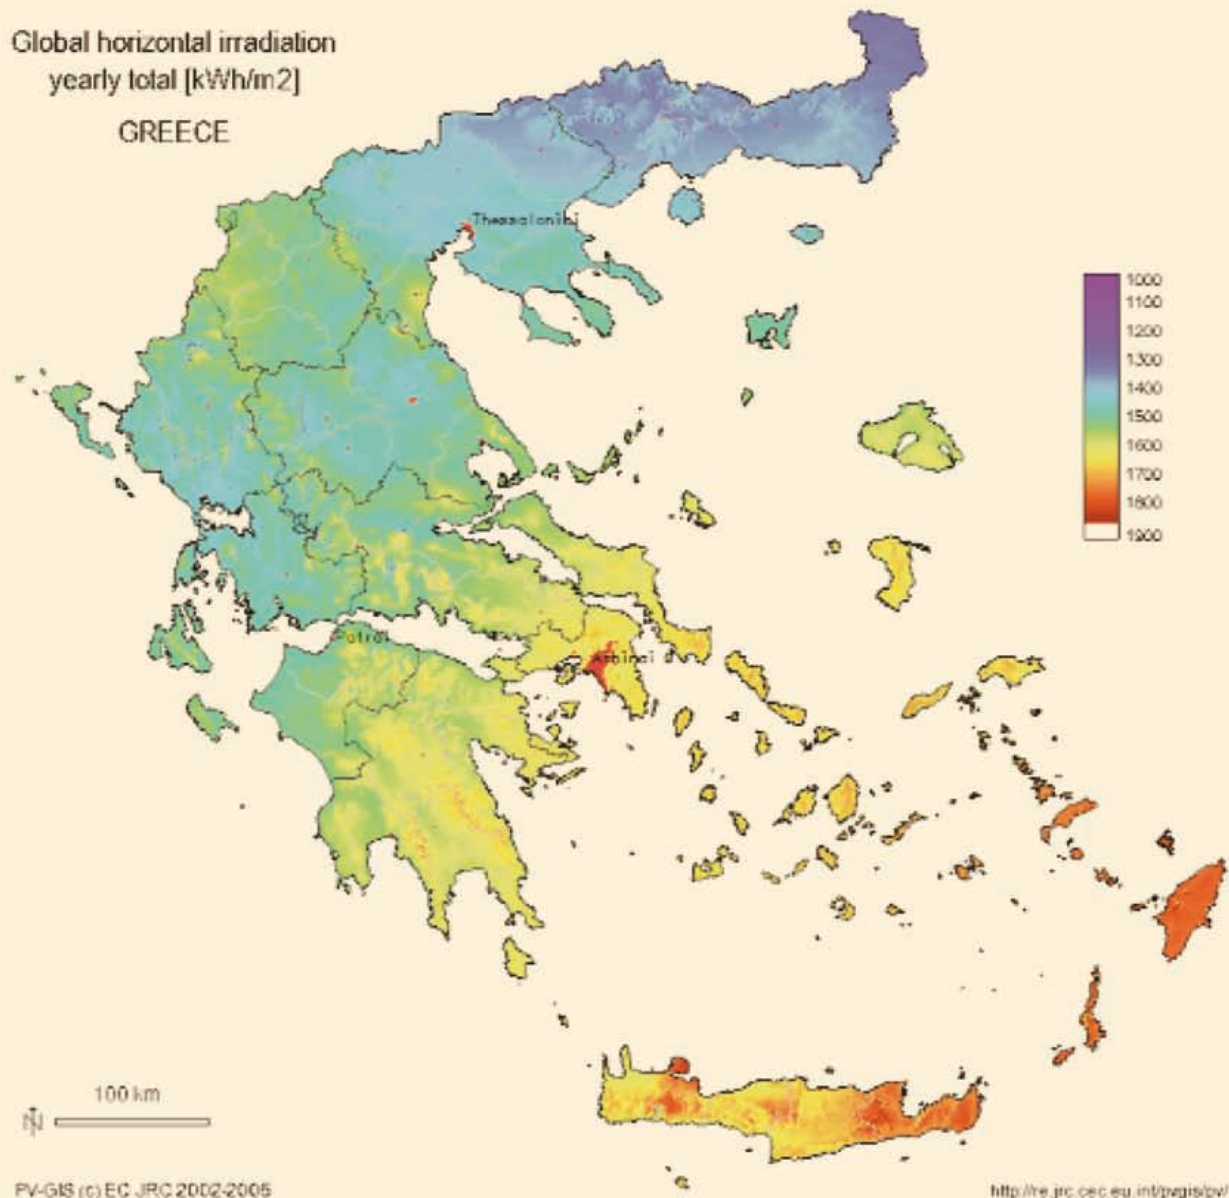 Global horizontal irradiation
yearly total [kWh/m2]
GREECE
Thessaloniki
1000
1100
1200
1300
1400
1500
1600
1700
1800
1900
Patrai
Athinai
100 km
N
PV-GIS (c) EC JRC 2002-2005
http://re.jrc.cec.eu.int/pvgis/pv/